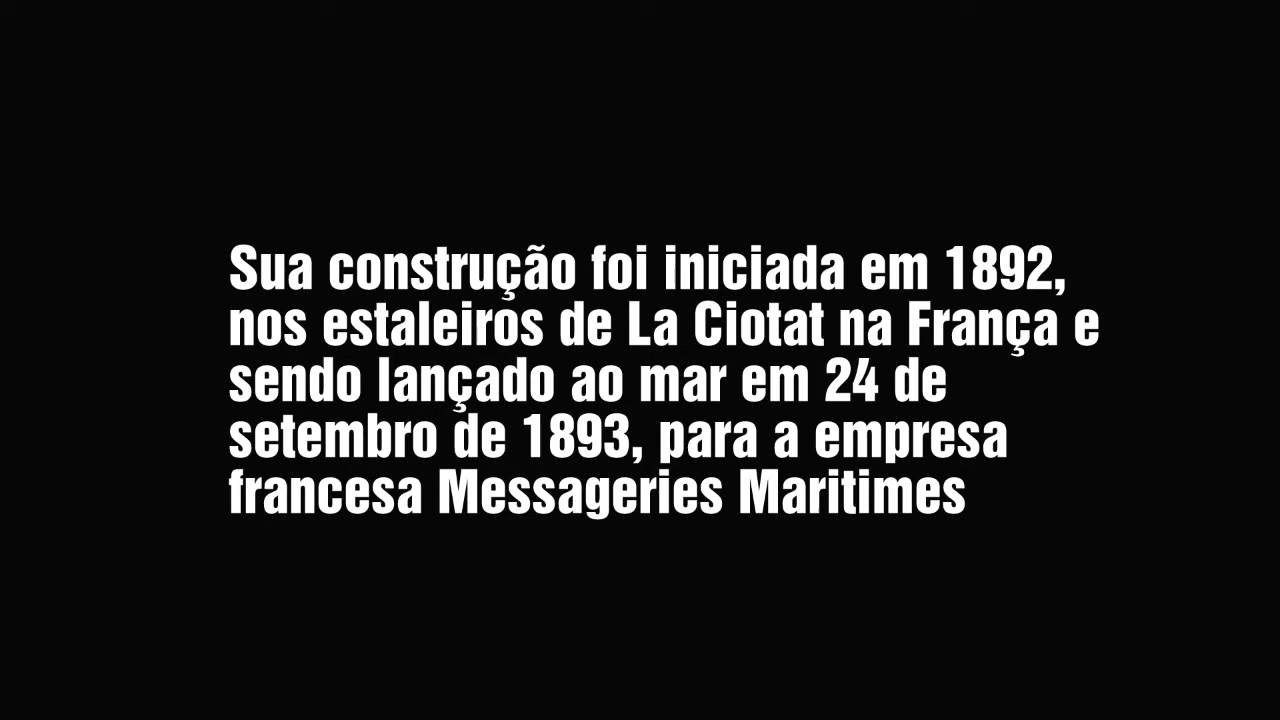 Sua construção foi iniciada em 1892,
nos estaleiros de La Ciotat na França e
sendo lançado ao mar em 24 de
setembro de 1893, para a empresa
francesa Messageries Maritimes